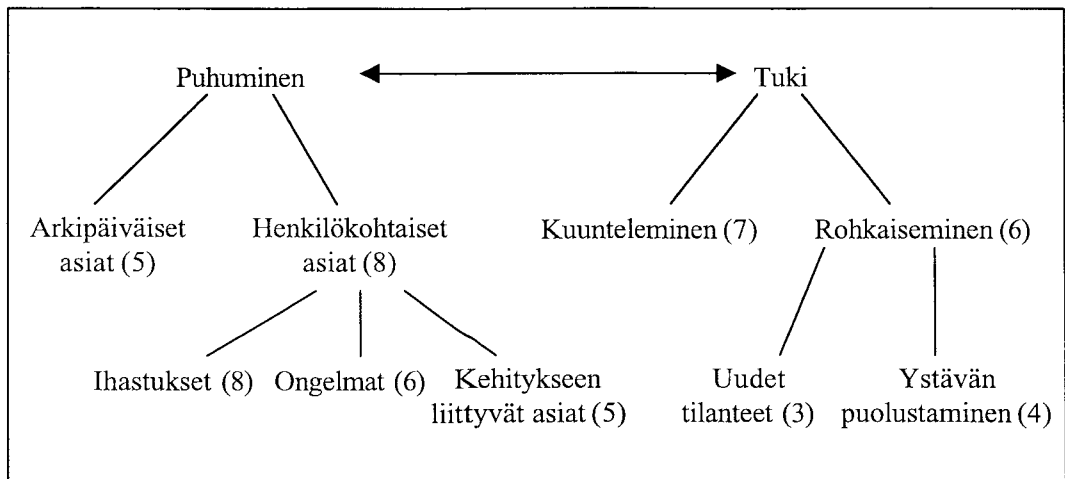 Puhuminen
Tuki
Arkipäiväiset
asiat (5)
Henkilökohtaiset
asiat (8)
Kuunteleminen (7)
Rohkaiseminen (6)
Ihastukset (8)
Ongelmat (6)
Kehitykseen
liittyvät asiat (5)
Uudet
tilanteet (3)
Ystävän
puolustaminen (4)